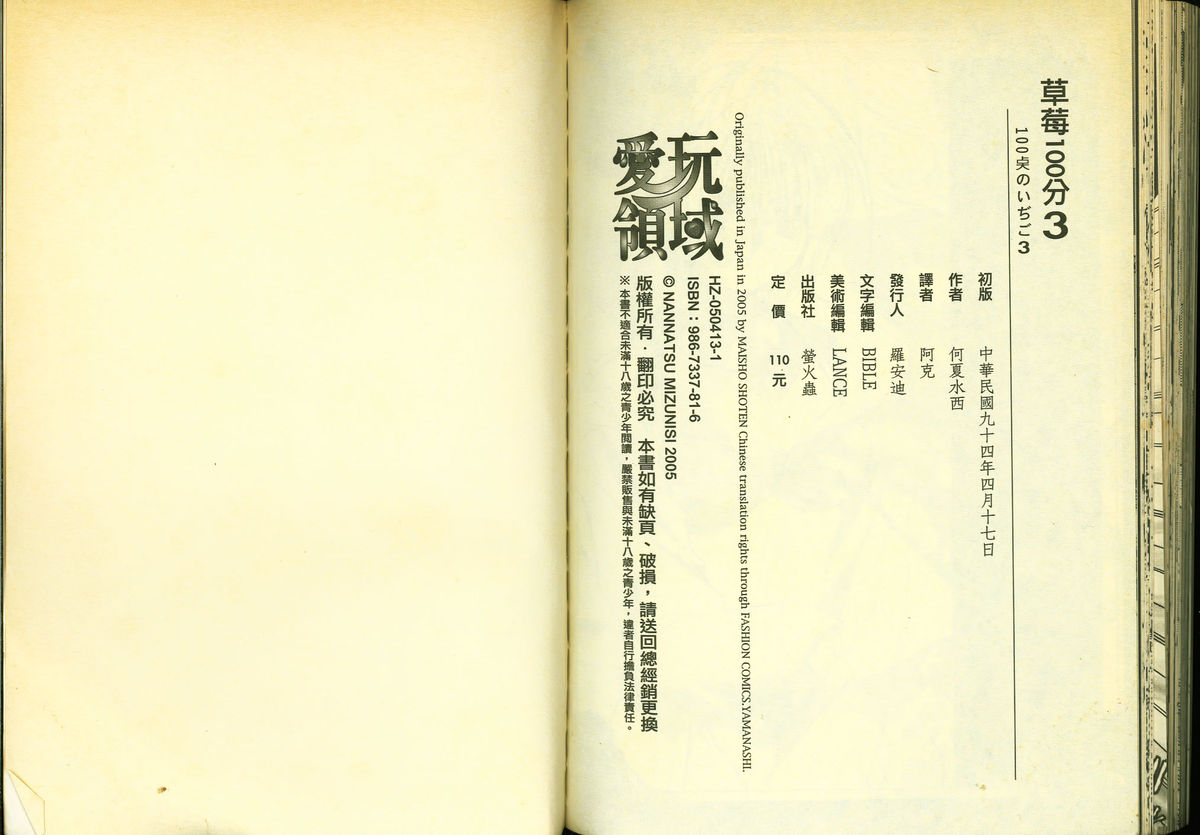 草莓100分 3
100点のいぢご 3
初版 中華民國九十四年四月十七日
作者 何夏水西
譯者 阿克
發行人 羅安迪
文字編輯 BIBLE
美術編輯 LANCE
出版社 螢火蟲
定 價 110 元
Originally published in Japan in 2005 by MAISHO SHOTEN Chinese translation rights through FASHION COMICS.YAMANASHI.
玩愛領域
HZ-050413-1
ISBN：986-7337-81-6
© NANNATSU MIZUNISI 2005
版權所有．翻印必究 本書如有缺頁、破損，請送回總經銷更換
※ 本書不適合未滿十八歲之青少年閱讀，嚴禁販售與未滿十八歲之青少年，違者自行擔負法律責任。